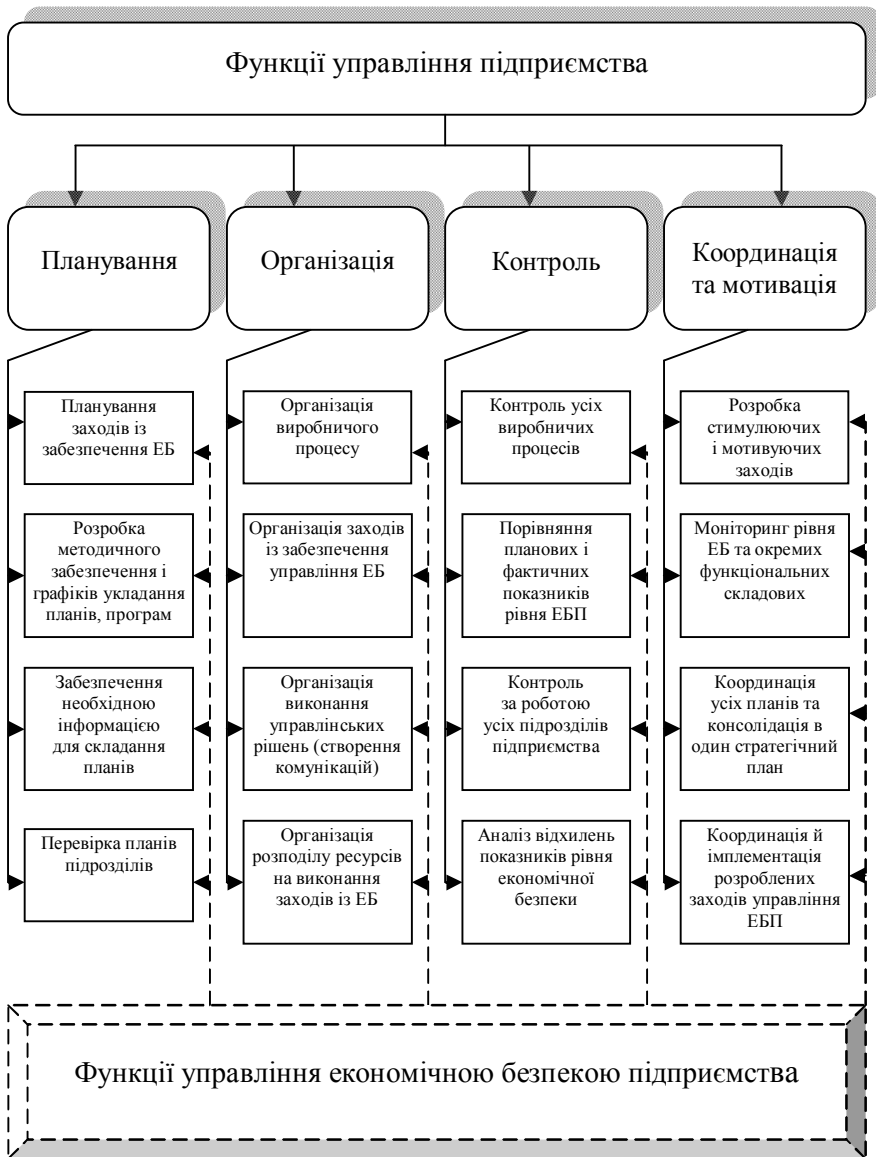 Функції управління підприємства
Планування
Організація
Контроль
Координація
та мотивація
Планування
заходів із
забезпечення ЕБ
Розробка
методичного
забезпечення і
графіків укладання
планів, програм
Забезпечення
необхідною
інформацією
для складання
планів
Перевірка планів
підрозділів
Організація
виробничого
процесу
Організація заходів
із забезпечення
управління ЕБ
Організація
виконання
управлінських
рішень (створення
комунікацій)
Організація
розподілу ресурсів
на виконання
заходів із ЕБ
Контроль усіх
виробничих
процесів
Порівняння
планових і
фактичних
показників
рівня ЕБП
Контроль
за роботою
усіх підрозділів
підприємства
Аналіз відхилень
показників рівня
економічної
безпеки
Розробка
стимулюючих
і мотивуючих
заходів
Моніторинг рівня
ЕБ та окремих
функціональних
складових
Координація
усіх планів та
консолідація в
один стратегічний
план
Координація й
імплементація
розроблених
заходів управління
ЕБП
Функції управління економічною безпекою підприємства